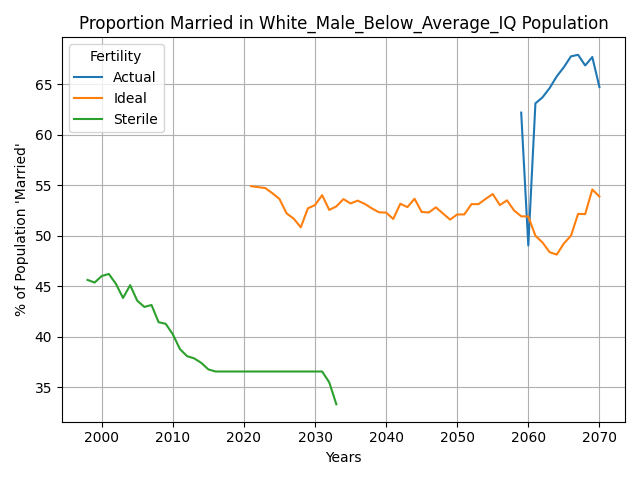 Proportion Married in White_Male_Below_Average_IQ Population
% of Population 'Married'
65
60
55
50
45
40
35
Fertility
Actual
Ideal
Sterile
2000 2010 2020 2030 2040 2050 2060 2070
Years